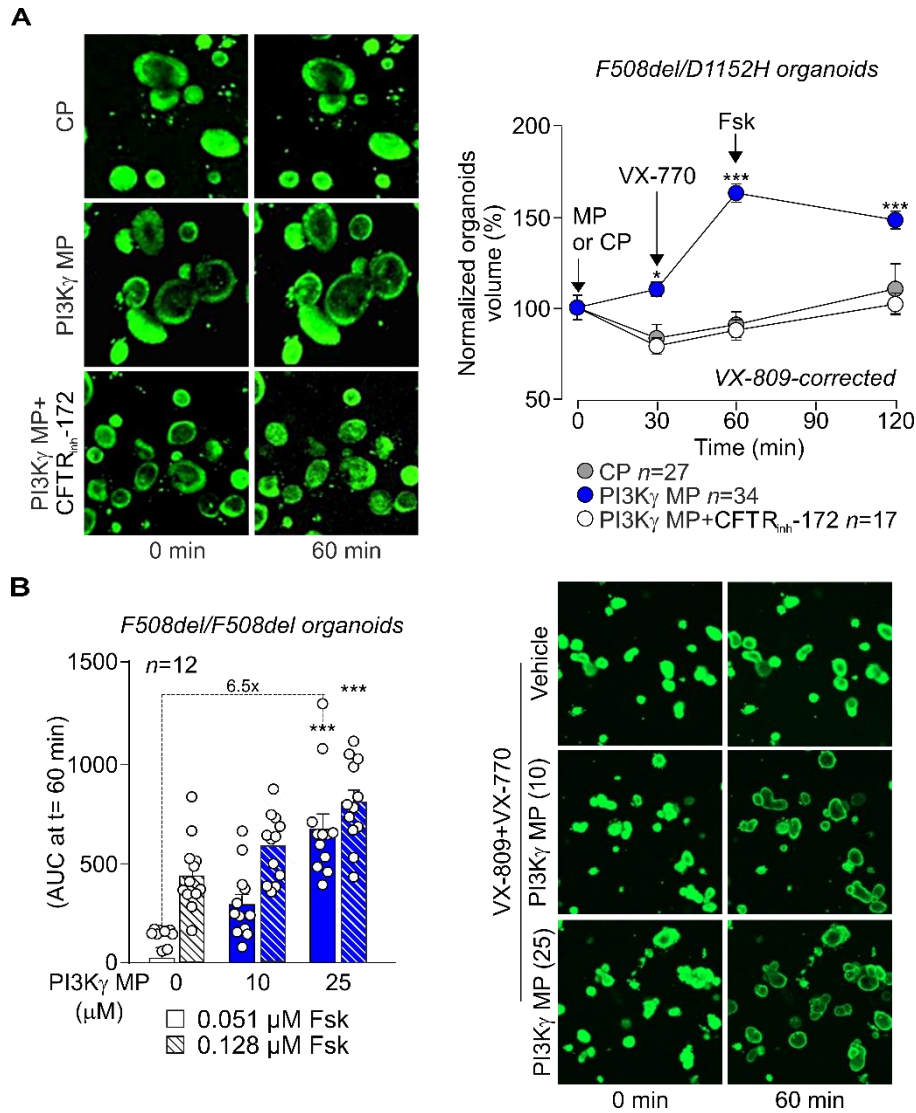 A
CP
PI3Kγ MP
PI3Kγ MP+
CFTRinh-172
0 min
60 min
F508del/D1152H organoids
Normalized organoids
volume (%)
200
150
100
50
MP
or CP
VX-770
Fsk
*
***
***
VX-809-corrected
0
30
60
90
120
Time (min)
CP n=27
PI3Kγ MP n=34
PI3Kγ MP+CFTRinh-172 n=17
B
F508del/F508del organoids
(AUC at t= 60 min)
1500
1000
500
0
n=12
6.5x
***
***
PI3Kγ MP
(μM)
0
10
25
0.051 μM Fsk
0.128 μM Fsk
VX-809+VX-770
Vehicle
PI3Kγ MP (10)
PI3Kγ MP (25)
0 min
60 min